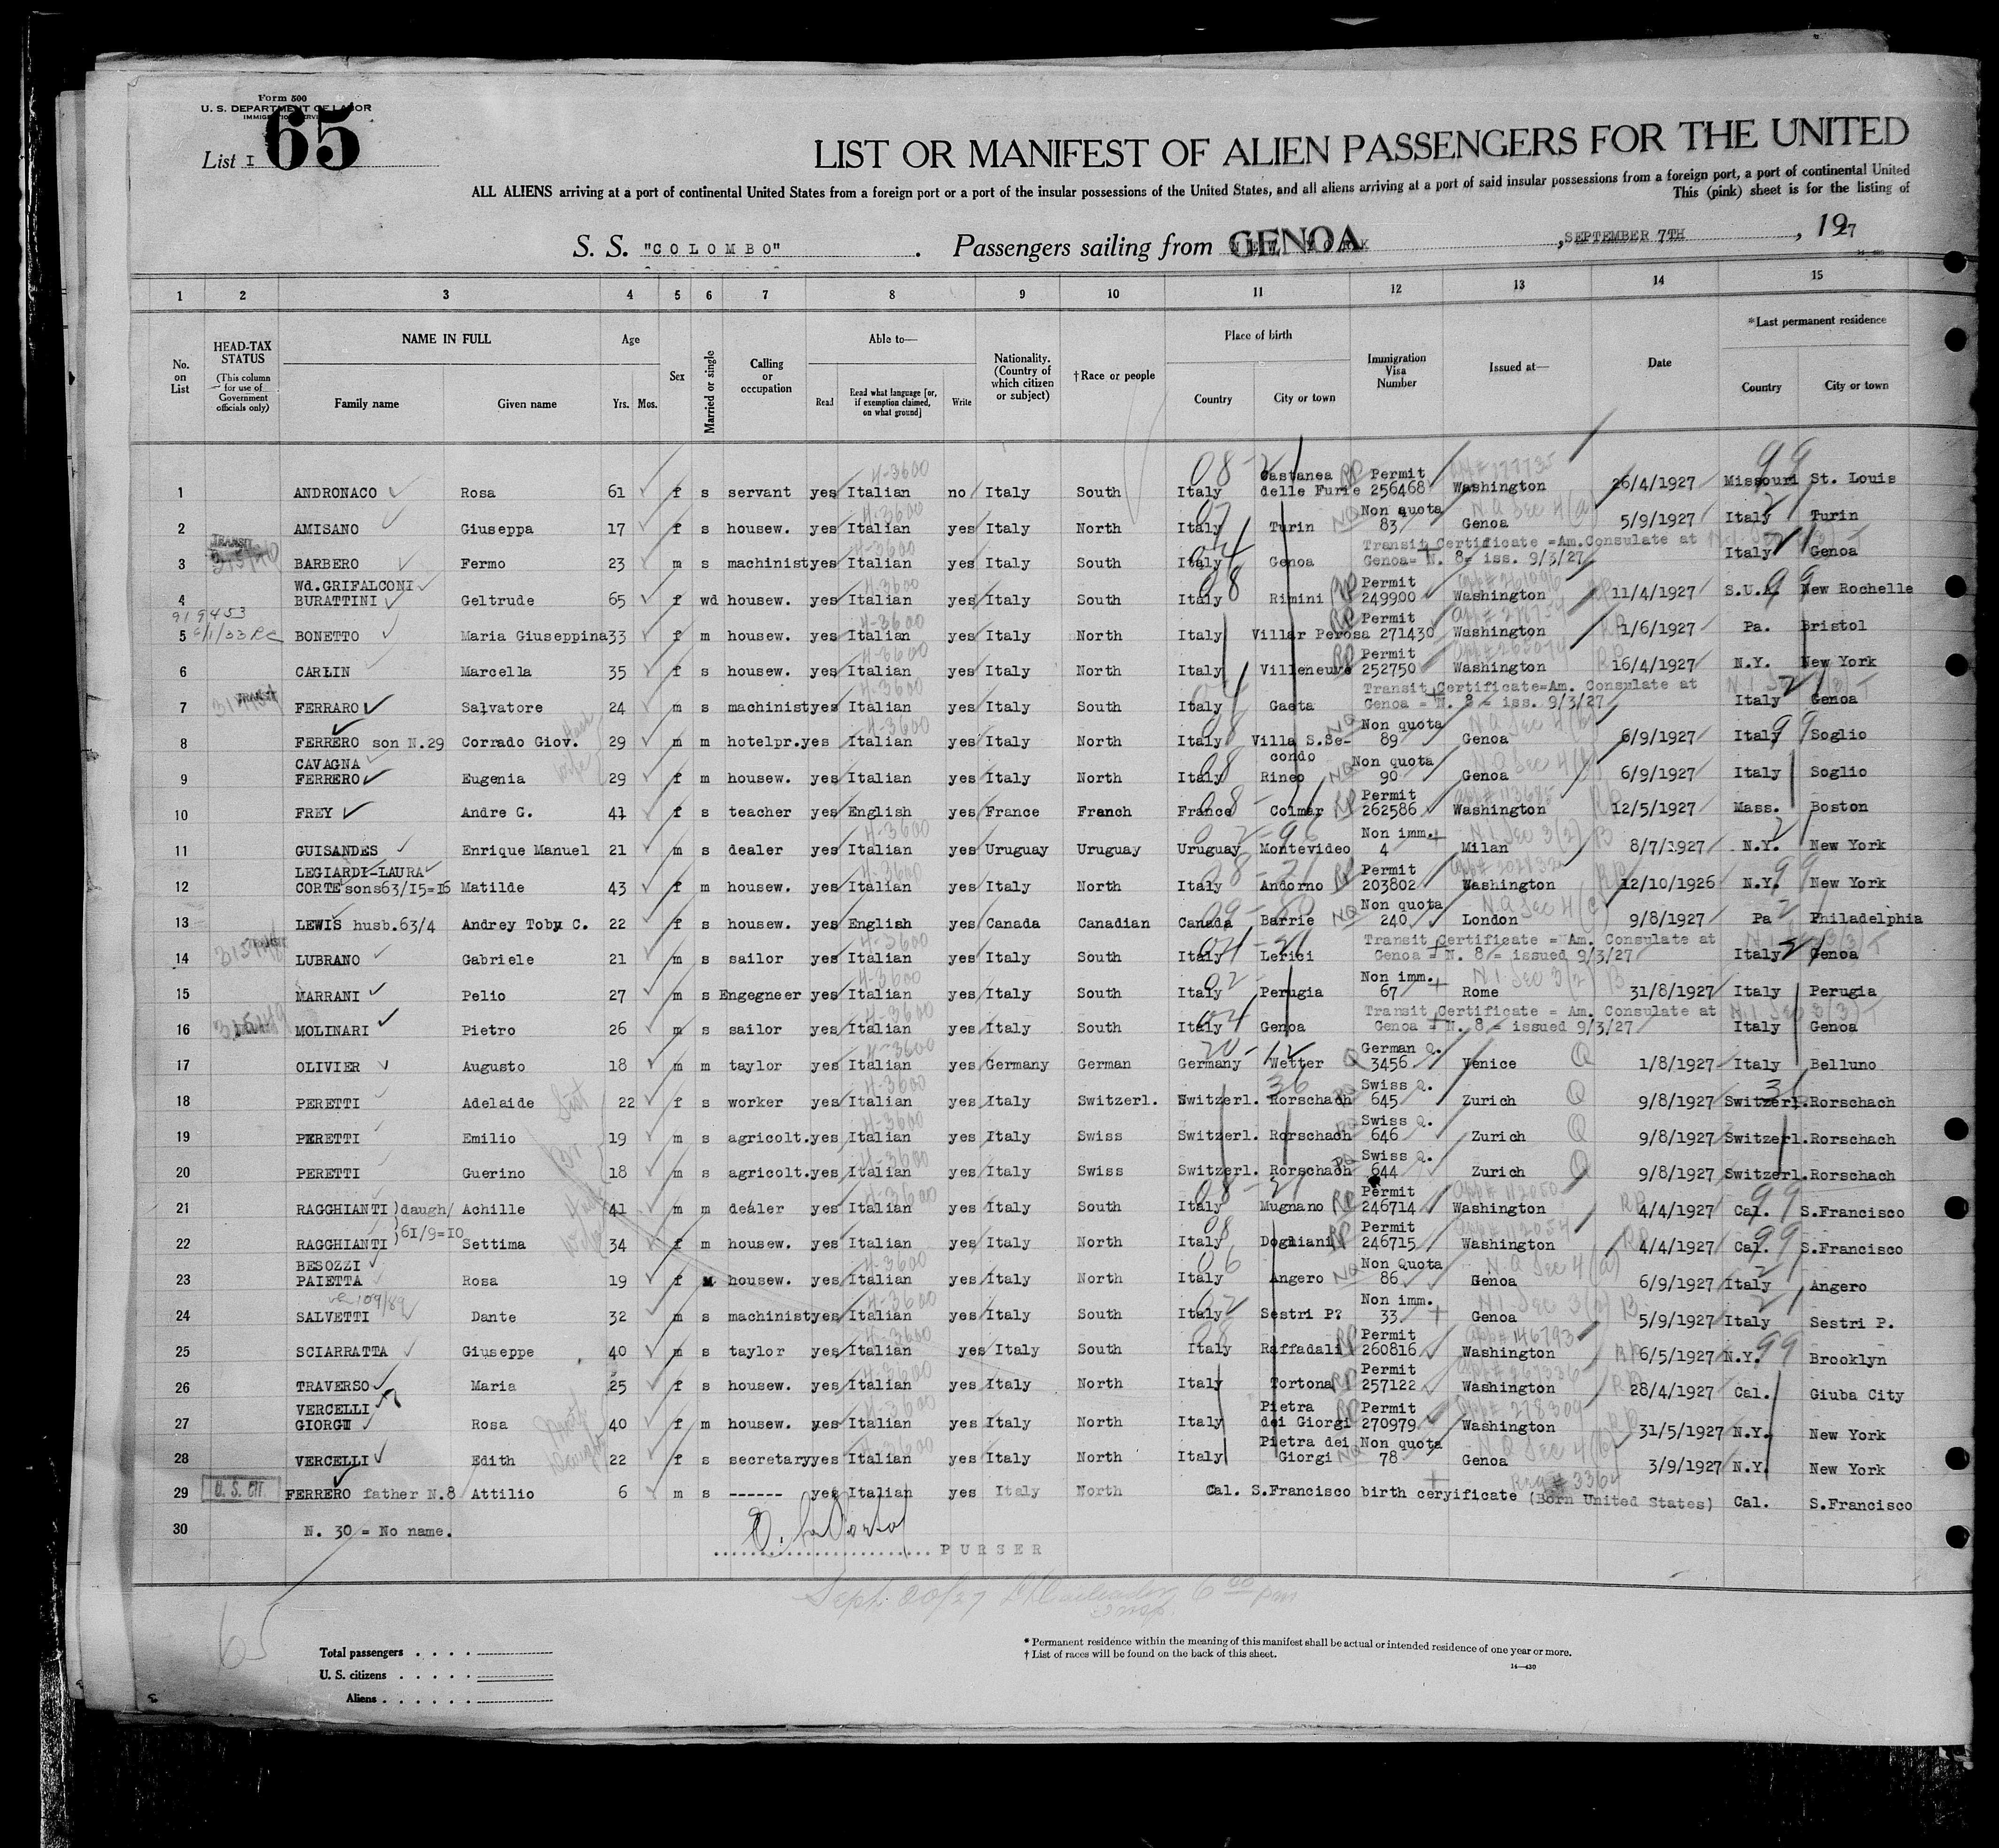 Form 500
U. S. DEPARTMENT OF LABOR
List I 65
LIST OR MANIFEST OF ALIEN PASSENGERS FOR THE UNITED
ALL ALIENS arriving at a port of continental United States from a foreign port or a port of the insular possessions of the United States, and all aliens arriving at a port of said insular possessions from a foreign port, a port of continental United
This (pink) sheet is for the listing of
S. S. "COLOMBO" . Passengers sailing from GENOA , SEPTEMBER 7TH , 1927
1 2 3 4 5 6 7 8 9 10 11 12 13 14 15
No. on List HEAD-TAX STATUS (This column for use of Government officials only) NAME IN FULL Family name Given name Age Yrs. Mos. Sex Married or single Calling or occupation Able to— Read Read what language [or, if exemption claimed, on what ground] Write Nationality. (Country of which citizen or subject) †Race or people Place of birth Country City or town Immigration Visa Number Issued at— Date *Last permanent residence Country City or town
1 ANDRONACO Rosa 61 f s servant yes Italian no Italy South Italy Castanea delle Furie Permit 256468 Washington 26/4/1927 Missouri St. Louis
2 AMISANO Giuseppa 17 f s housew. yes Italian yes Italy North Italy Turin Non quota 83 Genoa 5/9/1927 Italy Turin
3 TRANSIT BARBERO Fermo 23 m s machinist yes Italian yes Italy South Italy Genoa Transit Certificate =Am.Consulate at Genoa= N. 8= iss. 9/3/27 Italy Genoa
4 Wd.GRIFALCONI BURATTINI Geltrude 65 f wd housew. yes Italian yes Italy South Italy Rimini Permit 249900 Washington 11/4/1927 S.U.A. New Rochelle
5 BONETTO Maria Giuseppina 33 f m housew. yes Italian yes Italy North Italy Villar Perosa Permit 271430 Washington 1/6/1927 Pa. Bristol
6 CARLIN Marcella 35 f s housew. yes Italian yes Italy North Italy Villeneuve Permit 252750 Washington 16/4/1927 N.Y. New York
7 TRANSIT FERRARO Salvatore 24 m s machinist yes Italian yes Italy South Italy Gaeta Transit Certificate=Am. Consulate at Genoa = N. 8 = iss. 9/3/27 Italy Genoa
8 FERRERO son N.29 Corrado Giov. 29 m m hotelpr. yes Italian yes Italy North Italy Villa S.Secondo Non quota 89 Genoa 6/9/1927 Italy Soglio
9 CAVAGNA FERRERO Eugenia 29 f m housew. yes Italian yes Italy North Italy Rineo Non quota 90 Genoa 6/9/1927 Italy Soglio
10 FREY Andre G. 41 f s teacher yes English yes France French France Colmar Permit 262586 Washington 12/5/1927 Mass. Boston
11 GUISANDES Enrique Manuel 21 m s dealer yes Italian yes Uruguay Uruguay Uruguay Montevideo Non imm. 4 Milan 8/7/1927 N.Y. New York
12 LEGIARDI-LAURA CORTE sons63/15=16 Matilde 43 f m housew. yes Italian yes Italy North Italy Andorno Permit 203802 Washington 12/10/1926 N.Y. New York
13 LEWIS husb.63/4 Andrey Toby C. 22 f s housew. yes English yes Canada Canadian Canada Barrie Non quota 240 London 9/8/1927 Pa Philadelphia
14 LUBRANO Gabriele 21 m s sailor yes Italian yes Italy South Italy Lerici Transit Certificate = Am. Consulate at Genoa = N. 8 = issued 9/3/27 Italy Genoa
15 MARRANI Pelio 27 m s Engegneer yes Italian yes Italy South Italy Perugia Non imm. 67 Rome 31/8/1927 Italy Perugia
16 MOLINARI Pietro 26 m s sailor yes Italian yes Italy South Italy Genoa Transit Certificate = Am. Consulate at Genoa = N. 8 = issued 9/3/27 Italy Genoa
17 OLIVIER Augusto 18 m m taylor yes Italian yes Germany German Germany Wetter German Q. 3456 Venice 1/8/1927 Italy Belluno
18 PERETTI Adelaide 22 f s worker yes Italian yes Italy Switzerl. Switzerl. Rorschach Swiss Q. 645 Zurich 9/8/1927 Switzerl. Rorschach
19 PERETTI Emilio 19 m s agricolt. yes Italian yes Italy Swiss Switzerl. Rorschach Swiss Q. 646 Zurich 9/8/1927 Switzerl. Rorschach
20 PERETTI Guerino 18 m s agricolt. yes Italian yes Italy Swiss Switzerl. Rorschach Swiss Q. 644 Zurich 9/8/1927 Switzerl. Rorschach
21 RAGGHIANTI )daugh/ Achille 41 m m dealer yes Italian yes Italy South Italy Mugnano Permit 246714 Washington 4/4/1927 Cal. S.Francisco
22 RAGGHIANTI )61/9=10 Settima 34 f m housew. yes Italian yes Italy North Italy Dogliani Permit 246715 Washington 4/4/1927 Cal. S.Francisco
23 BESOZZI PAIETTA Rosa 19 f housew. yes Italian yes Italy North Italy Angero Non Quota 86 Genoa 6/9/1927 Italy Angero
24 SALVETTI Dante 32 m s machinist yes Italian yes Italy South Italy Sestri P? Non imm. 33 Genoa 5/9/1927 Italy Sestri P.
25 SCIARRATTA Giuseppe 40 m s taylor yes Italian yes Italy South Italy Raffadali Permit 260816 Washington 6/5/1927 N.Y. Brooklyn
26 TRAVERSO Maria 25 f s housew. yes Italian yes Italy North Italy Tortona Permit 257122 Washington 28/4/1927 Cal. Giuba City
27 VERCELLI GIORGI Rosa 40 f m housew. yes Italian yes Italy North Italy Pietra dei Giorgi Permit 270979 Washington 31/5/1927 N.Y. New York
28 VERCELLI Edith 22 f s secretary yes Italian yes Italy North Italy Pietra dei Giorgi Non quota 78 Genoa 3/9/1927 N.Y. New York
29 U. S. CIT. FERRERO father N.8 Attilio 6 m s ------ yes Italian yes Italy North Cal. S.Francisco birth ceryificate (Born United States) Cal. S.Francisco
30 N. 30 = No name.
PURSER
65
Total passengers
U. S. citizens
Aliens
* Permanent residence within the meaning of this manifest shall be actual or intended residence of one year or more.
† List of races will be found on the back of this sheet.
14—430